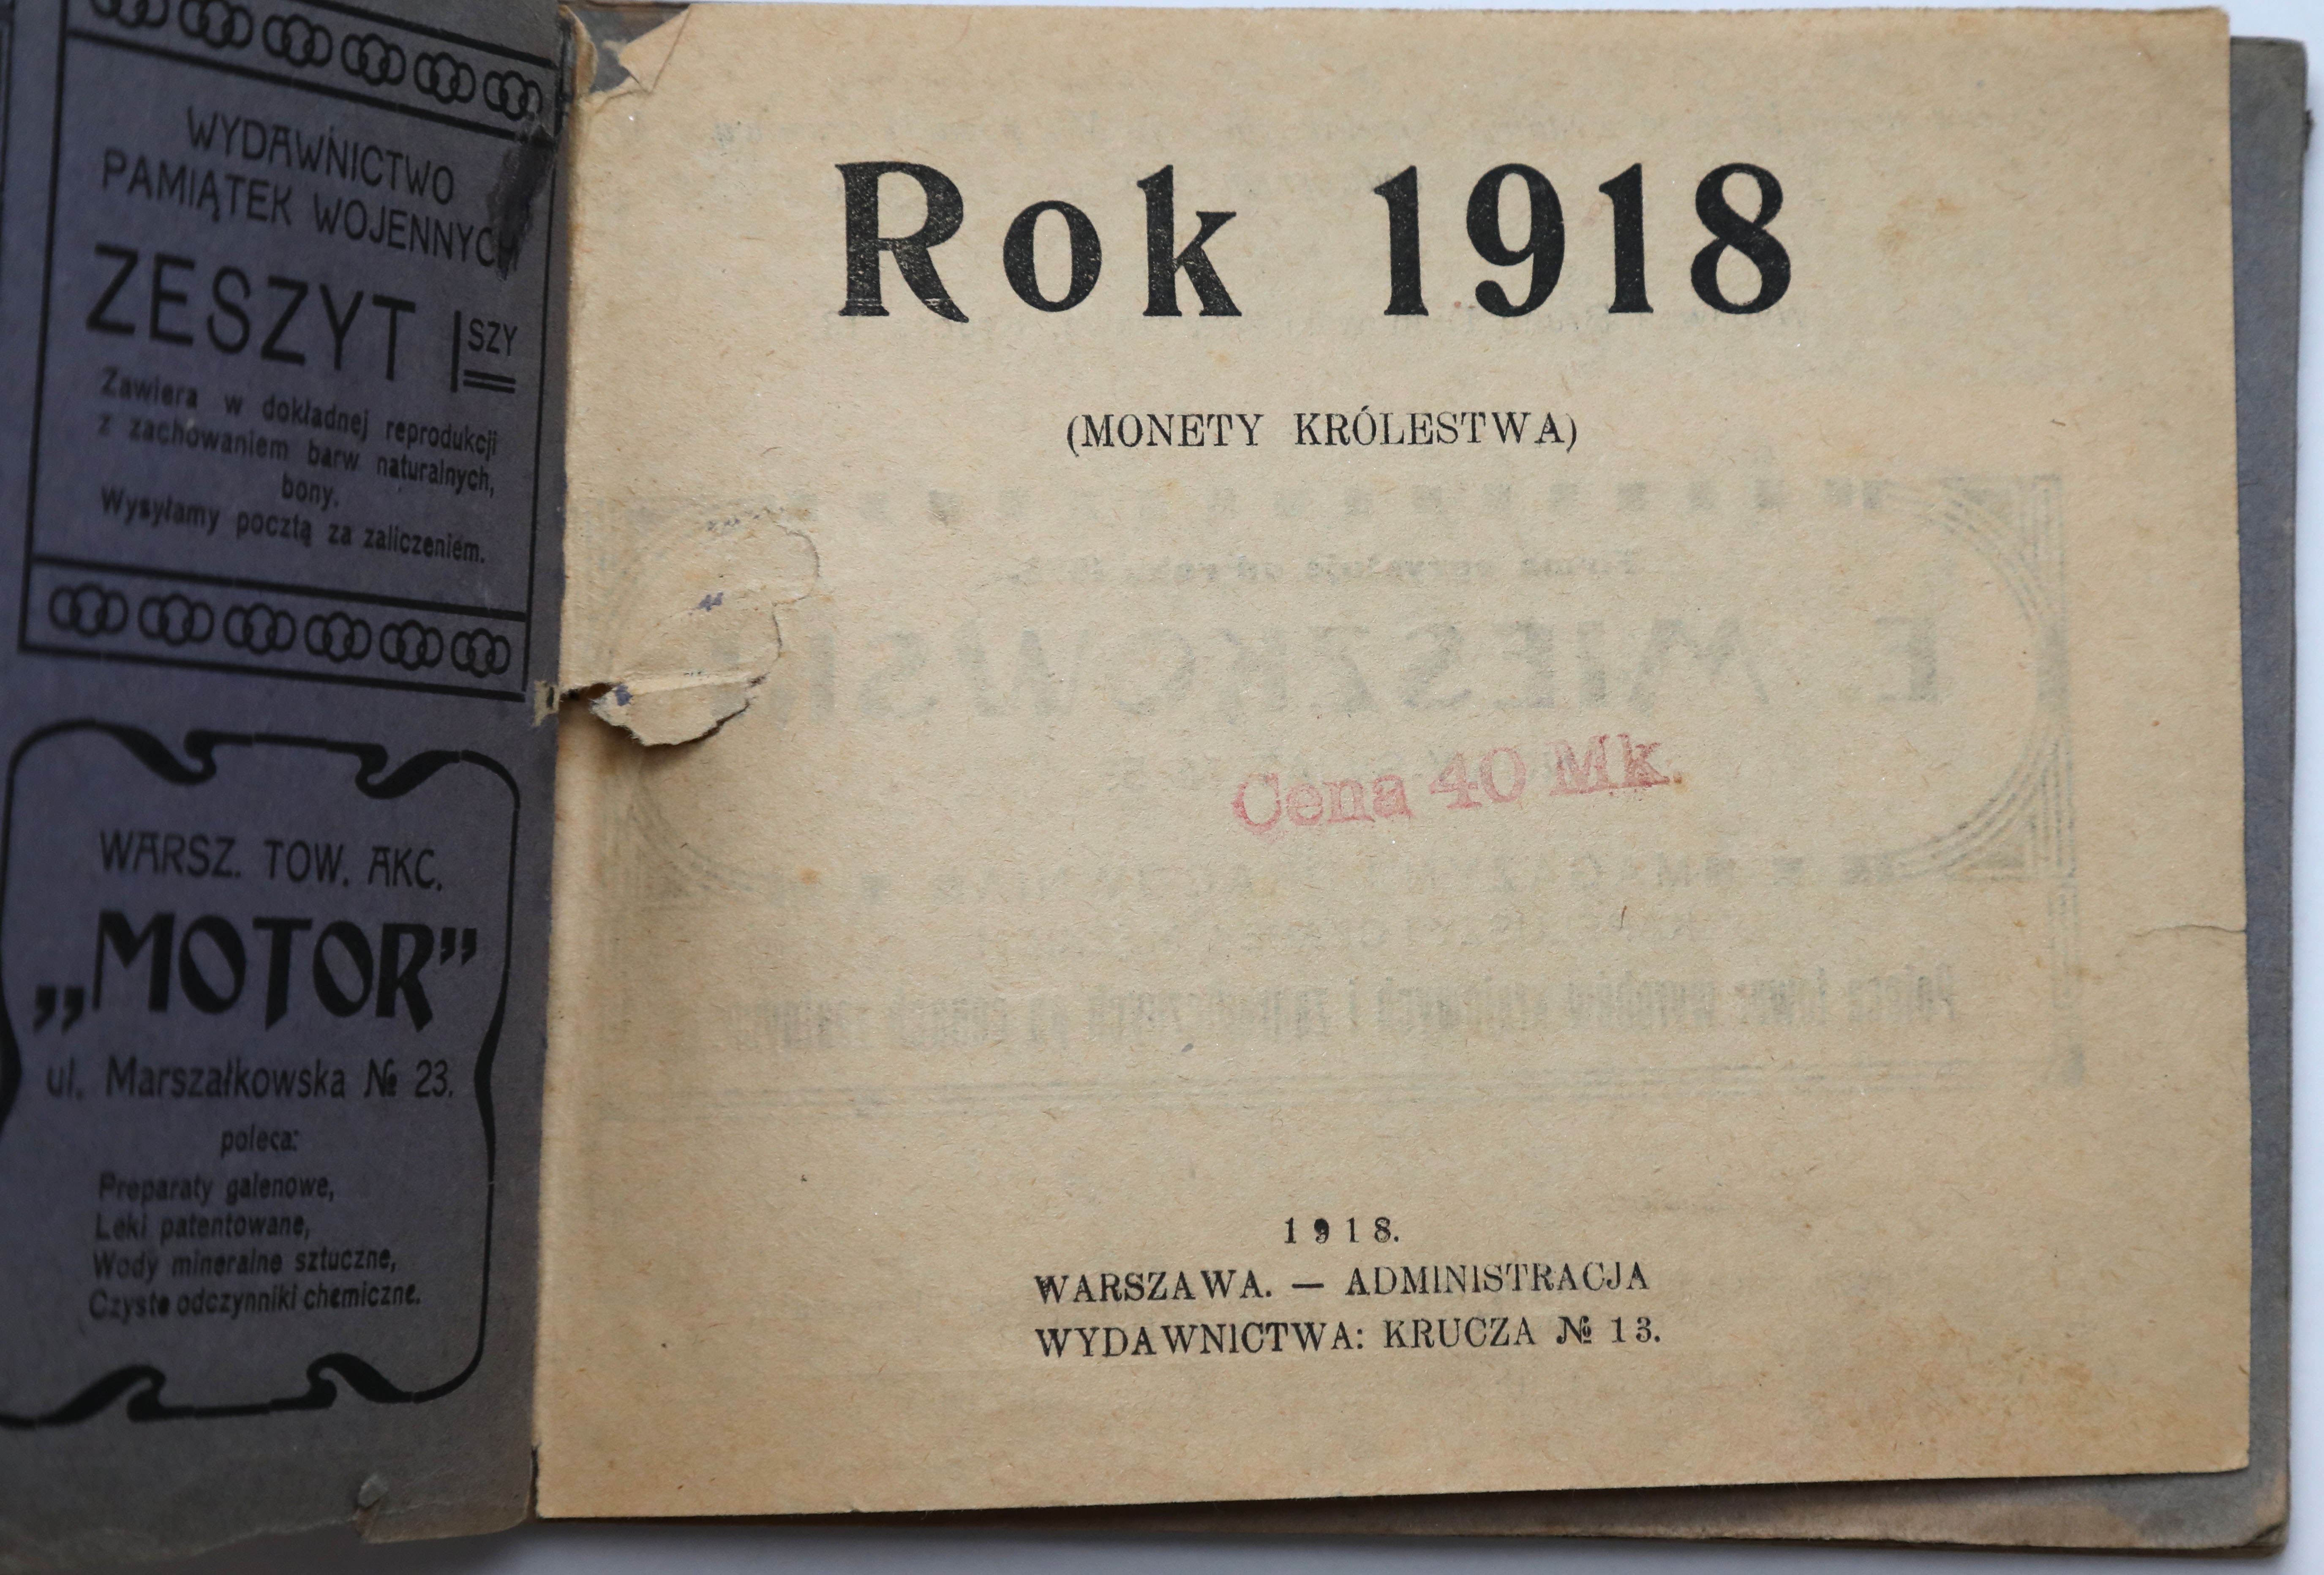 WYDAWNICTWO
PAMIĄTEK WOJENNYCH
ZESZYT I SZY
Zawiera w dokładnej reprodukcji
z zachowaniem barw naturalnych,
bony.
Wysyłamy pocztą za zaliczeniem.
WARSZ. TOW. AKC.
„MOTOR”
ul. Marszałkowska № 23.
poleca:
Preparaty galenowe,
Leki patentowane,
Wody mineralne sztuczne,
Czyste odczynniki chemiczne.
Rok 1918
(MONETY KRÓLESTWA)
Cena 40 Mk.
1918.
WARSZAWA. — ADMINISTRACJA
WYDAWNICTWA: KRUCZA № 13.